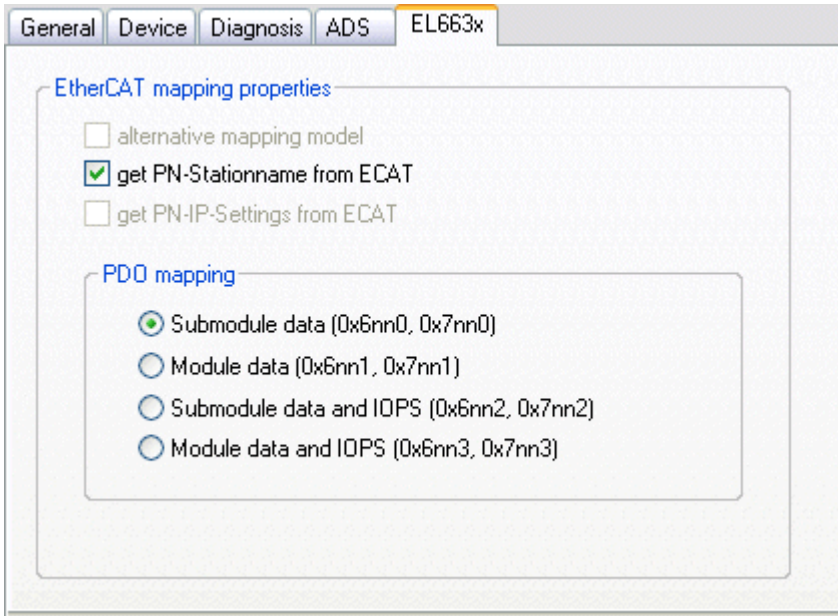 General Device Diagnosis ADS EL663x
EtherCAT mapping properties
alternative mapping model
get PN-Stationname from ECAT
get PN-IP-Settings from ECAT
PDO mapping
Submodule data (0x6nn0, 0x7nn0)
Module data (0x6nn1, 0x7nn1)
Submodule data and IOPS (0x6nn2, 0x7nn2)
Module data and IOPS (0x6nn3, 0x7nn3)